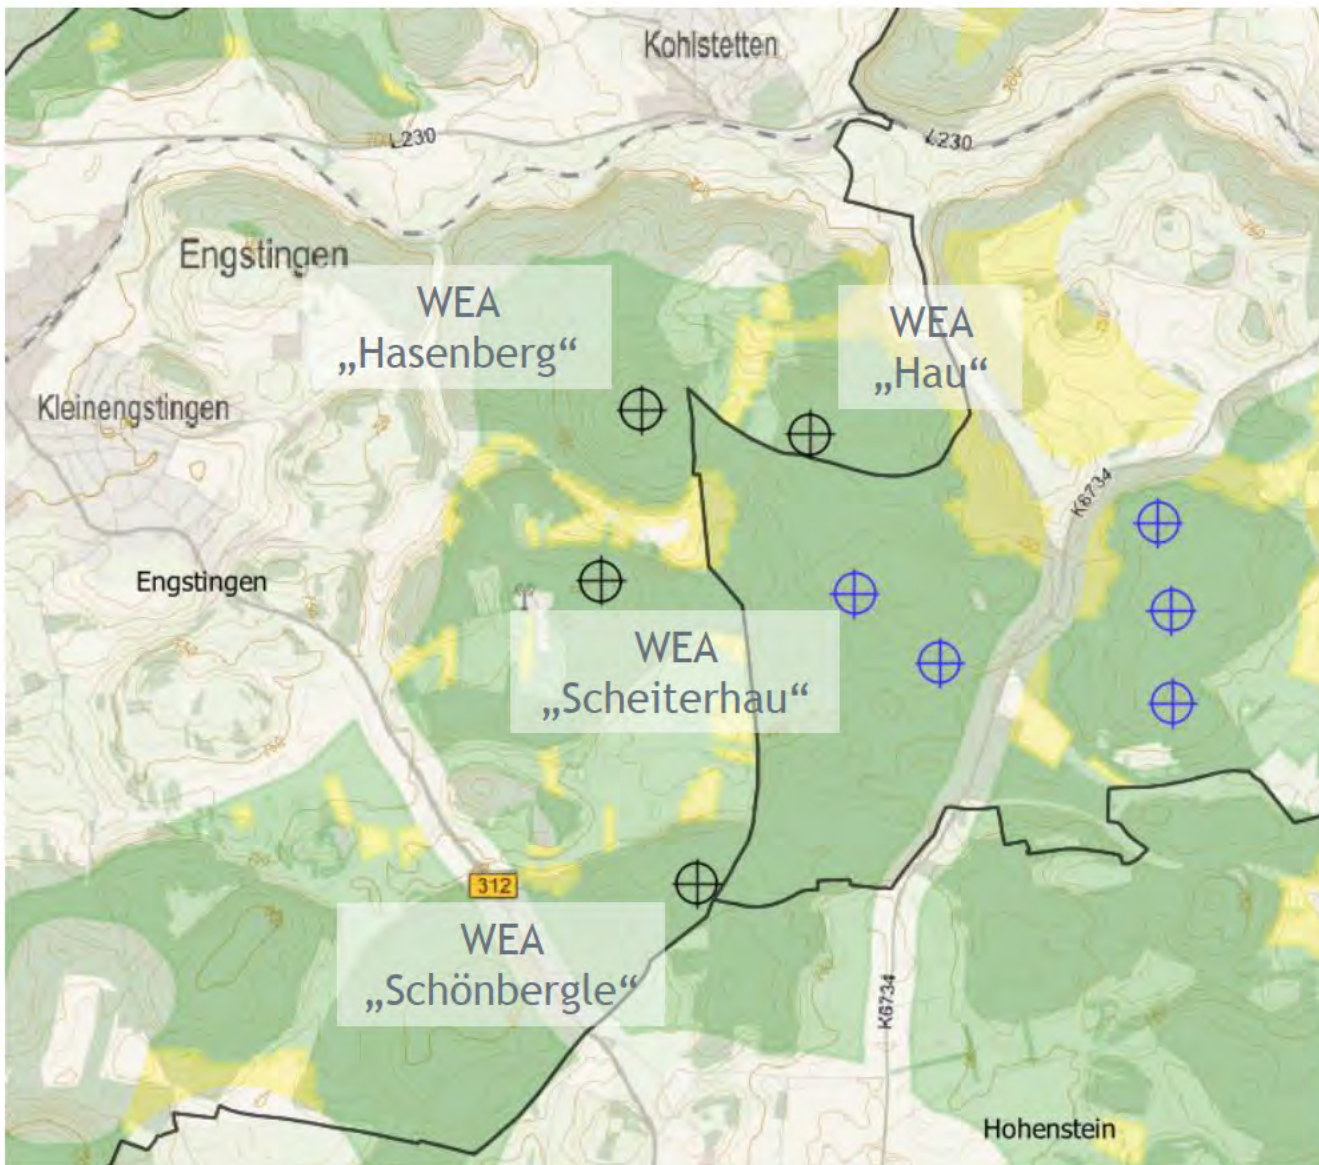 Kohlstetten
L230
L230
Engstingen
WEA
„Hasenberg“
WEA
„Hau“
Kleinengstingen
K6734
Engstingen
WEA
„Scheiterhau“
312
WEA
„Schönbergle“
K6734
Hohenstein